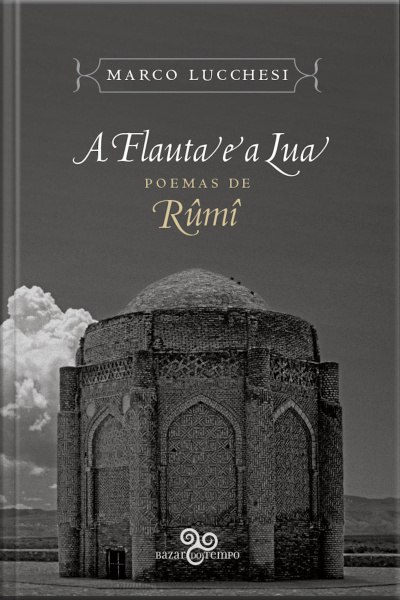 MARCO LUCCHESI
A Flauta e a Lua
POEMAS DE
Rûmî
BAZAR DO TEMPO